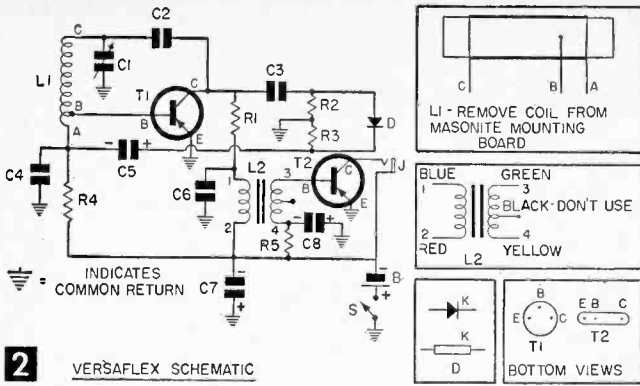 C
C2
C1
L1
B
A
T1
B
C
E
C3
R1
R2
R3
D
C4
- C5 +
R4
C6
1
L2
3
2
4
T2
B
C
E
J
R5
- C8 +
INDICATES
COMMON RETURN
C7
-
+
-
B
+
S
2
VERSAFLEX SCHEMATIC
C B A
L1 - REMOVE COIL FROM
MASONITE MOUNTING
BOARD
BLUE GREEN
1 3
BLACK-DON'T USE
2 4
RED YELLOW
L2
K
K
D
B
E C
T1
E B C
T2
BOTTOM VIEWS